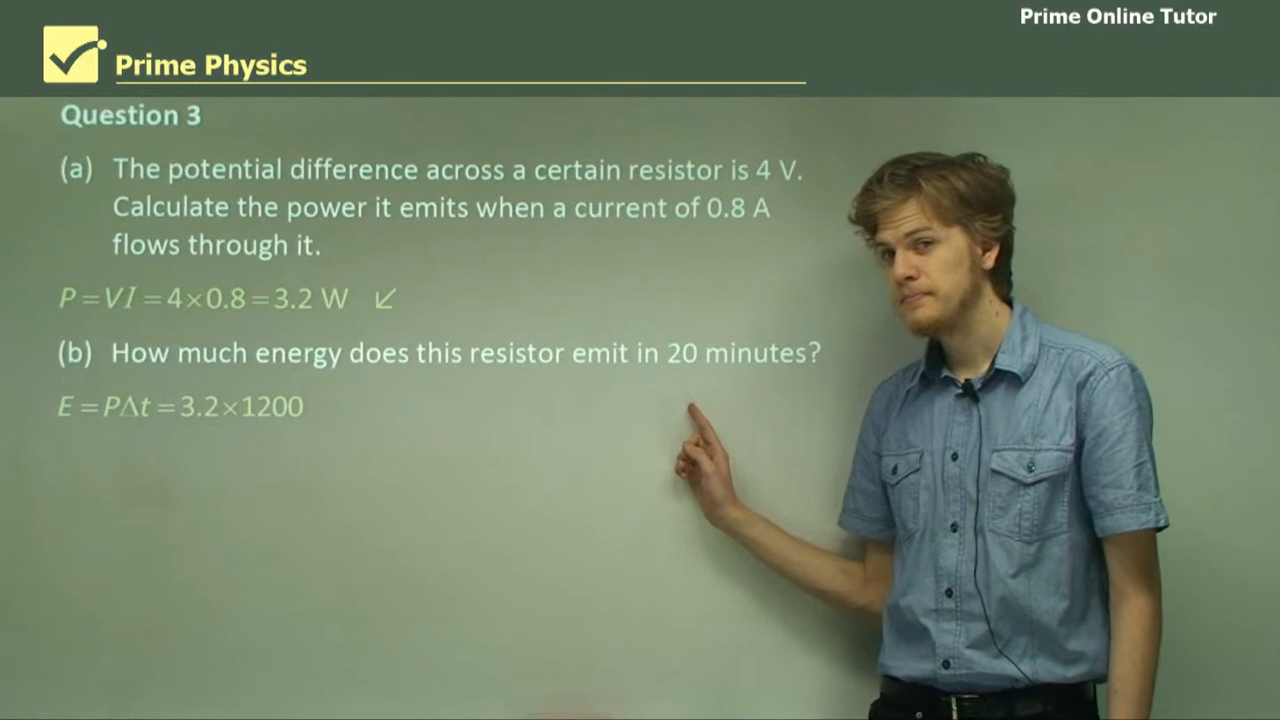 Prime Online Tutor
Prime Physics
Question 3
(a) The potential difference across a certain resistor is 4 V.
Calculate the power it emits when a current of 0.8 A
flows through it.
P = VI = 4×0.8 = 3.2 W ↙
(b) How much energy does this resistor emit in 20 minutes?
E = PΔt = 3.2×1200